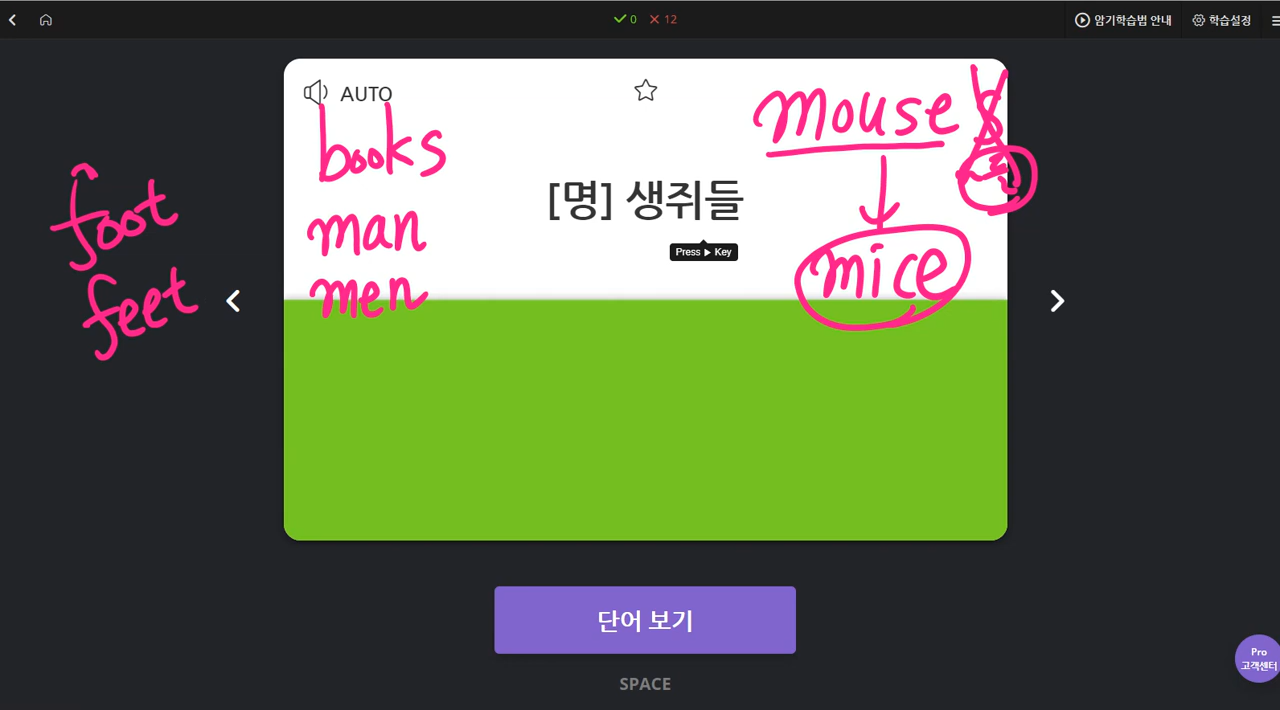 0 12 암기학습법 안내 학습설정
AUTO
books
mouse
foot
[명] 생쥐들
man
Press ▶ Key
mice
men
feet
단어 보기
SPACE
Pro
고객센터